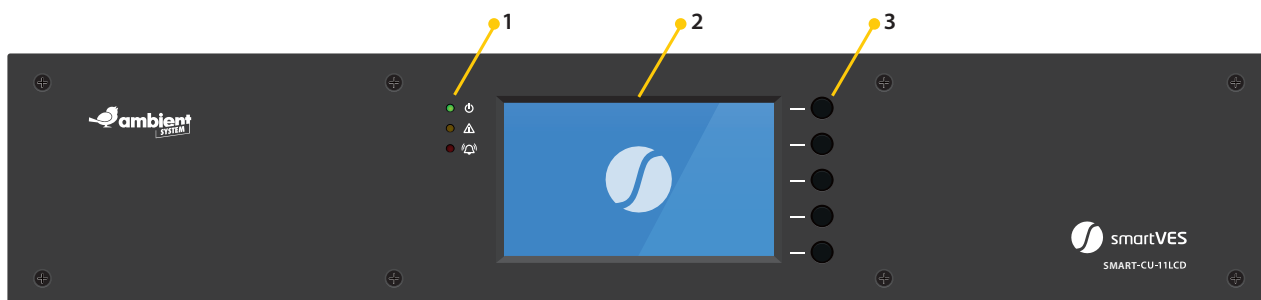 1
2
3
ambient
SYSTEM
smartVES
SMART-CU-11LCD